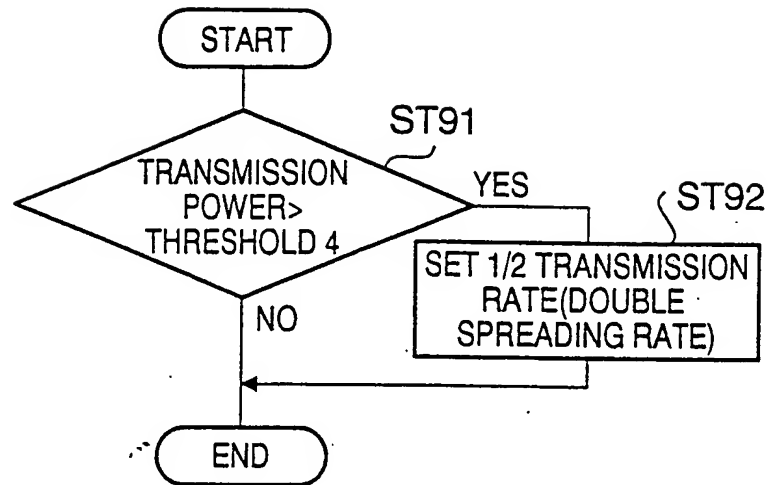 START
ST91
TRANSMISSION
POWER>
THRESHOLD 4
YES
ST92
SET 1/2 TRANSMISSION
RATE(DOUBLE
SPREADING RATE)
NO
END